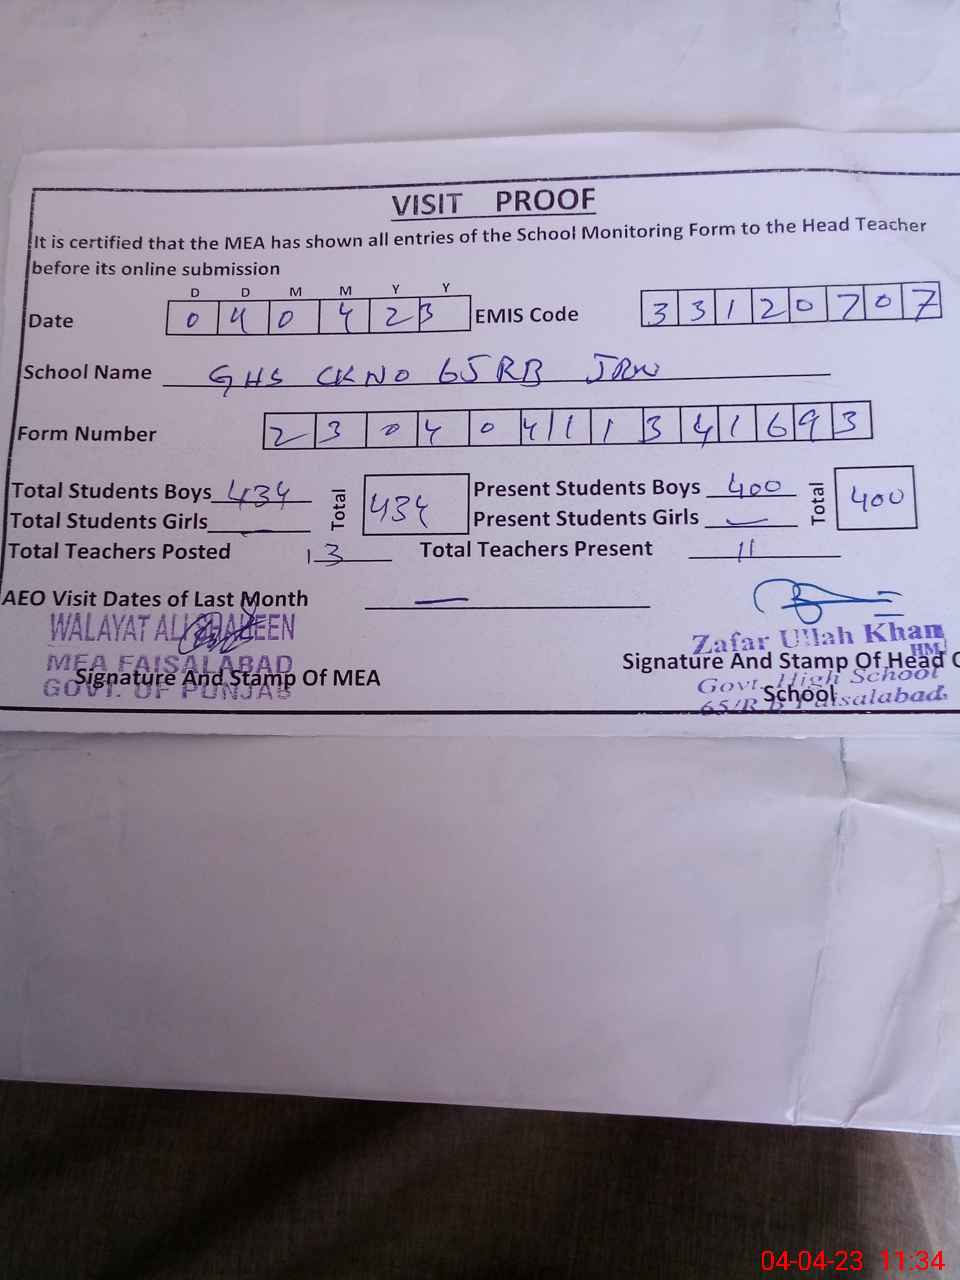 VISIT PROOF
It is certified that the MEA has shown all entries of the School Monitoring Form to the Head Teacher
before its online submission
D D M M Y Y
Date 0 4 0 4 2 3 EMIS Code 3 3 1 2 0 7 0 7
School Name GHS CKNO 65 RB JRW
Form Number 2 3 0 4 0 4 1 1 3 4 1 6 9 3
Total Students Boys 434 Total 434 Present Students Boys 400 Total 400
Total Students Girls — Present Students Girls —
Total Teachers Posted 13 Total Teachers Present 11
AEO Visit Dates of Last Month —
WALAYAT ALI SHAHEEN
MEA FAISALABAD
GOVT. OF PUNJAB
Signature And Stamp Of MEA
Zafar Ullah Khan
HM
Signature And Stamp Of Head
Govt. High School
School
65/R.B Faisalabad.
04-04-23 11:34